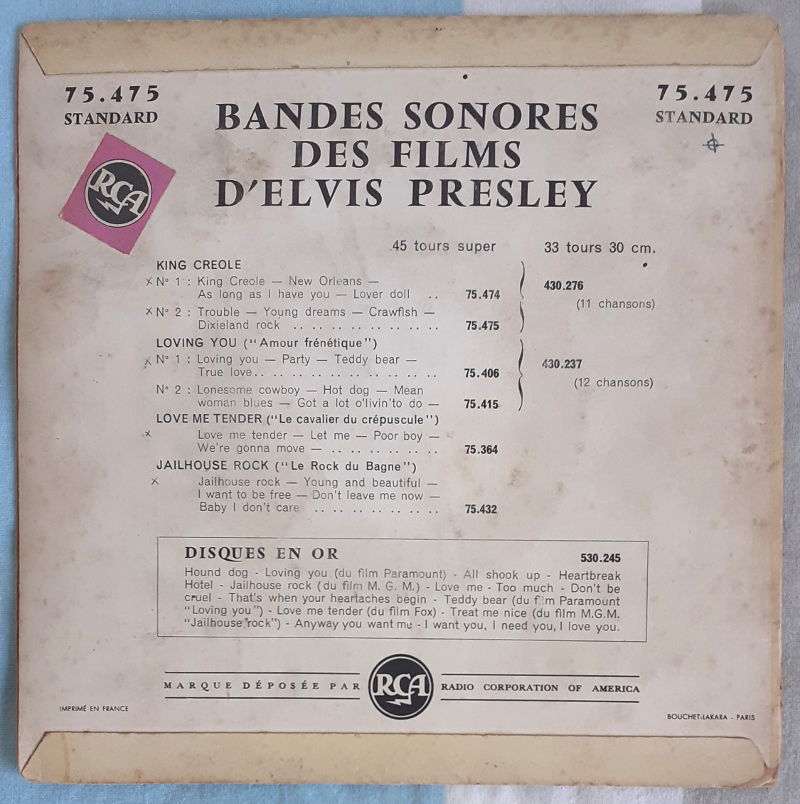 75.475
STANDARD
75.475
STANDARD
RCA
BANDES SONORES
DES FILMS
D'ELVIS PRESLEY
45 tours super
33 tours 30 cm.
KING CREOLE
x N° 1 : King Creole — New Orleans —
As long as I have you — Lover doll .. 75.474
430.276
(11 chansons)
x N° 2 : Trouble — Young dreams — Crawfish —
Dixieland rock .. .. .. .. .. .. .. .. 75.475
LOVING YOU ("Amour frénétique")
x N° 1 : Loving you — Party — Teddy bear —
True love.. .. .. .. .. .. .. .. .. .. 75.406
430.237
(12 chansons)
N° 2 : Lonesome cowboy — Hot dog — Mean
woman blues — Got a lot o'livin'to do — 75.415
LOVE ME TENDER ("Le cavalier du crépuscule")
x Love me tender — Let me — Poor boy —
We're gonna move — .. .. .. .. .. .. 75.364
JAILHOUSE ROCK ("Le Rock du Bagne")
x Jailhouse rock — Young and beautiful —
I want to be free — Don't leave me now —
Baby I don't care .. .. .. .. .. .. .. 75.432
DISQUES EN OR 530.245
Hound dog - Loving you (du film Paramount) - All shook up - Heartbreak
Hotel - Jailhouse rock (du film M. G. M.) - Love me - Too much - Don't be
cruel - That's when your heartaches begin - Teddy bear (du film Paramount
"Loving you") - Love me tender (du film Fox) - Treat me nice (du film M.G.M.
"Jailhouse rock") - Anyway you want me - I want you, I need you, I love you.
MARQUE DÉPOSÉE PAR RCA RADIO CORPORATION OF AMERICA
IMPRIMÉ EN FRANCE
BOUCHET-LAKARA - PARIS